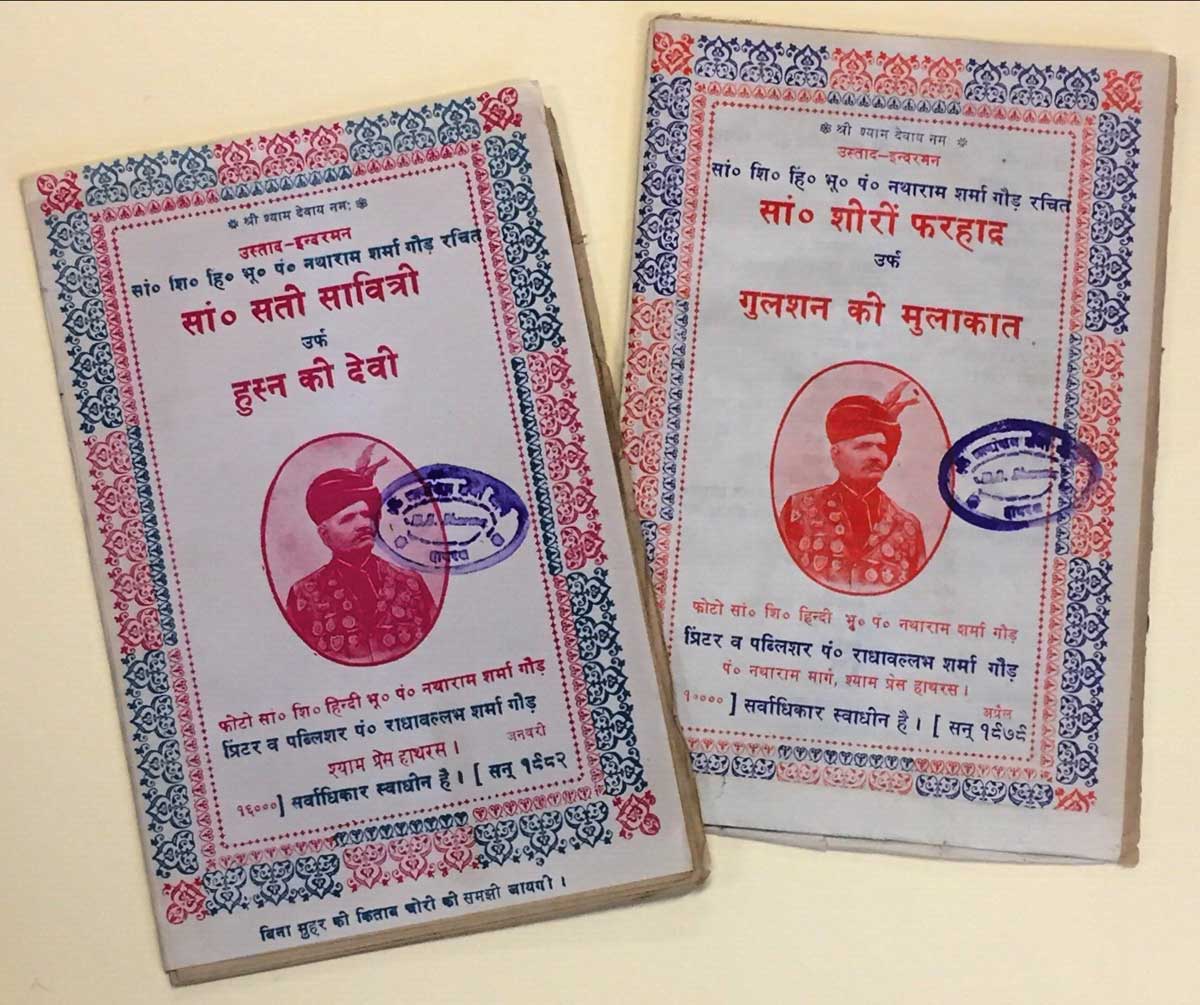 ❉ श्री श्याम देवाय नमः ❉
उस्ताद-इन्दरमन
सां० शि० हि० भू० पं० नथाराम शर्मा गौड़ रचित
सां० सती सावित्री
उर्फ
हुस्न की देवी
फोटो सां० शि० हिन्दी भू० पं० नथाराम शर्मा गौड़
प्रिंटर व पब्लिशर पं० राधावल्लभ शर्मा गौड़
श्याम प्रेस हाथरस ।
जनवरी
१६००० ] सर्वाधिकार स्वाधीन है । [ सन् १९८२
बिना मुहर की किताब चोरी की समझी जायगी ।
❉ श्री श्याम देवाय नमः ❉
उस्ताद-इन्दरमन
सां० शि० हिं० भू० पं० नथाराम शर्मा गौड़ रचित
सां० शीरीं फरहाद
उर्फ
गुलशन की मुलाकात
फोटो सां० शि० हिन्दी भू० पं० नथाराम शर्मा गौड़
प्रिंटर व पब्लिशर पं० राधावल्लभ शर्मा गौड़
पं० नथाराम मार्ग, श्याम प्रेस हाथरस ।
अप्रैल
१०००० ] सर्वाधिकार स्वाधीन है । [ सन् १९७९